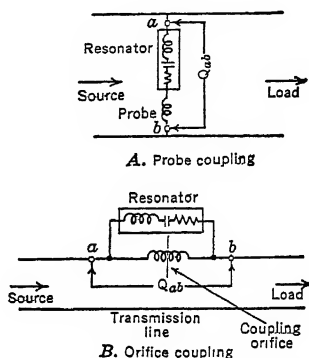 a
Resonator
Qab
Source
Load
Probe
b
A. Probe coupling
Resonator
a
b
Qab
Source
Load
Transmission
line
Coupling
orifice
B. Orifice coupling